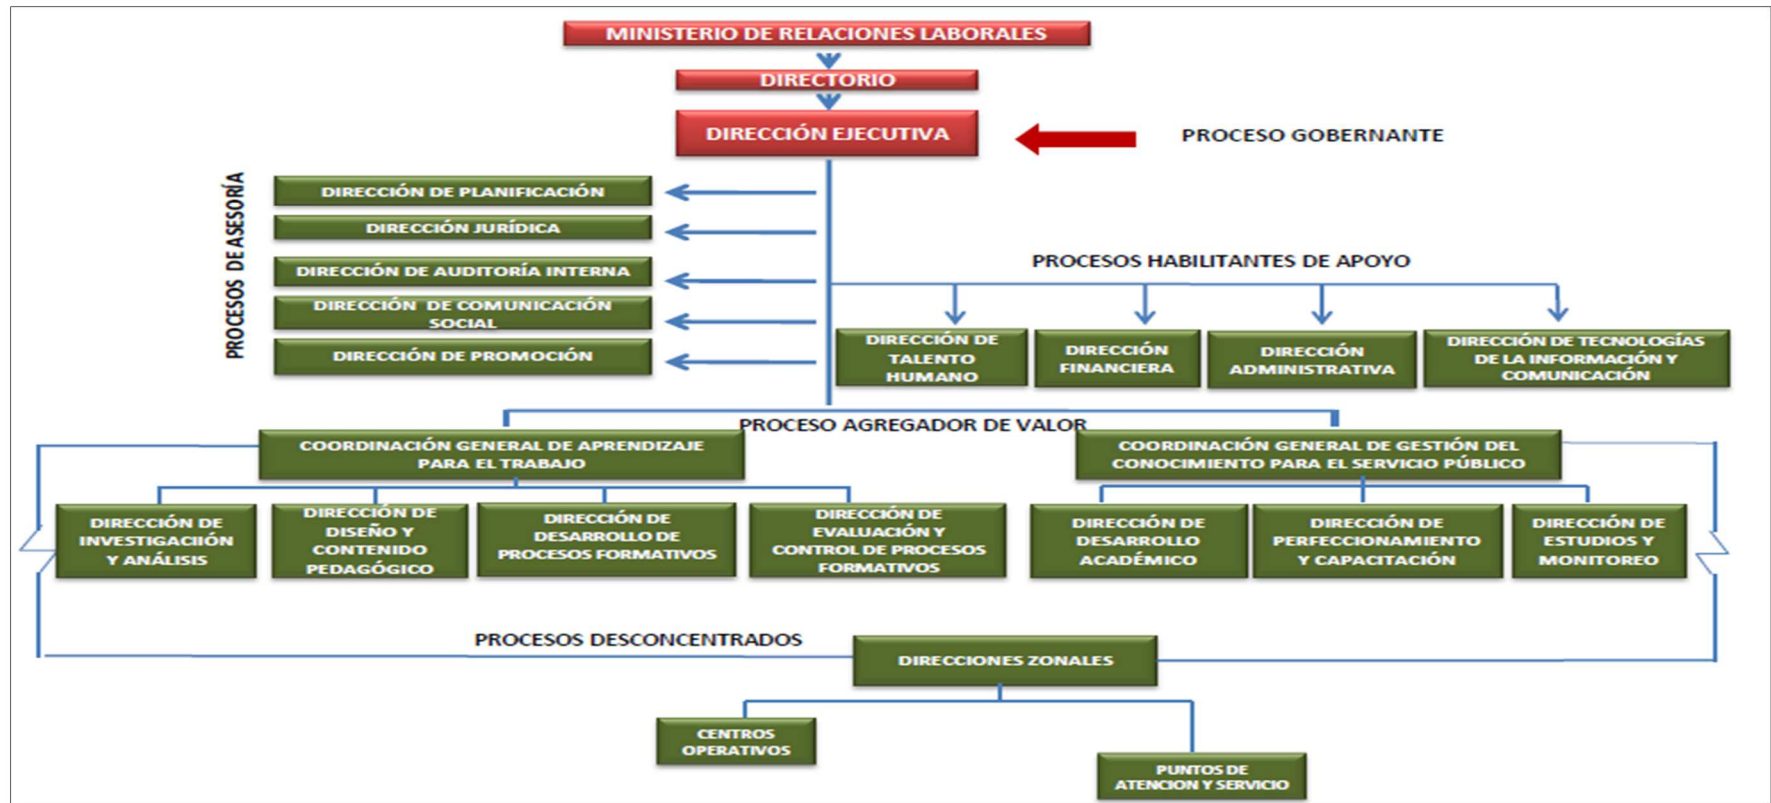 MINISTERIO DE RELACIONES LABORALES
DIRECTORIO
DIRECCIÓN EJECUTIVA
PROCESO GOBERNANTE
PROCESOS DE ASESORÍA
DIRECCIÓN DE PLANIFICACIÓN
DIRECCIÓN JURÍDICA
DIRECCIÓN DE AUDITORÍA INTERNA
DIRECCIÓN DE COMUNICACIÓN
SOCIAL
DIRECCIÓN DE PROMOCIÓN
PROCESOS HABILITANTES DE APOYO
DIRECCIÓN DE
TALENTO
HUMANO
DIRECCIÓN
FINANCIERA
DIRECCIÓN
ADMINISTRATIVA
DIRECCIÓN DE TECNOLOGÍAS
DE LA INFORMACIÓN Y
COMUNICACIÓN
PROCESO AGREGADOR DE VALOR
COORDINACIÓN GENERAL DE APRENDIZAJE
PARA EL TRABAJO
COORDINACIÓN GENERAL DE GESTIÓN DEL
CONOCIMIENTO PARA EL SERVICIO PÚBLICO
DIRECCIÓN DE
INVESTIGACIIÓN
Y ANÁLISIS
DIRECCIÓN DE
DISEÑO Y
CONTENIDO
PEDAGÓGICO
DIRECCIÓN DE
DESARROLLO DE
PROCESOS FORMATIVOS
DIRECCIÓN DE
EVALUACIÓN Y
CONTROL DE PROCESOS
FORMATIVOS
DIRECCIÓN DE
DESARROLLO
ACADÉMICO
DIRECCIÓN DE
PERFECCIONAMIENTO
Y CAPACITACIÓN
DIRECCIÓN DE
ESTUDIOS Y
MONITOREO
PROCESOS DESCONCENTRADOS
DIRECCIONES ZONALES
CENTROS
OPERATIVOS
PUNTOS DE
ATENCION Y SERVICIO